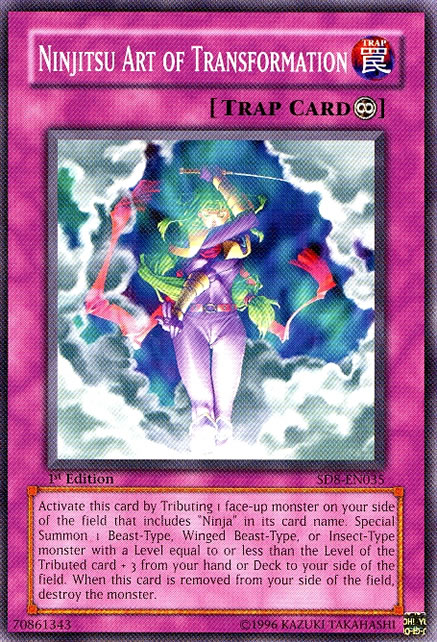 NINJITSU ART OF TRANSFORMATION
TRAP
罠
[TRAP CARD∞]
1st Edition
SD8-EN035
Activate this card by Tributing 1 face-up monster on your side
of the field that includes "Ninja" in its card name. Special
Summon 1 Beast-Type, Winged Beast-Type, or Insect-Type
monster with a Level equal to or less than the Level of the
Tributed card + 3 from your hand or Deck to your side of the
field. When this card is removed from your side of the field,
destroy the monster.
70861343
©1996 KAZUKI TAKAHASHI